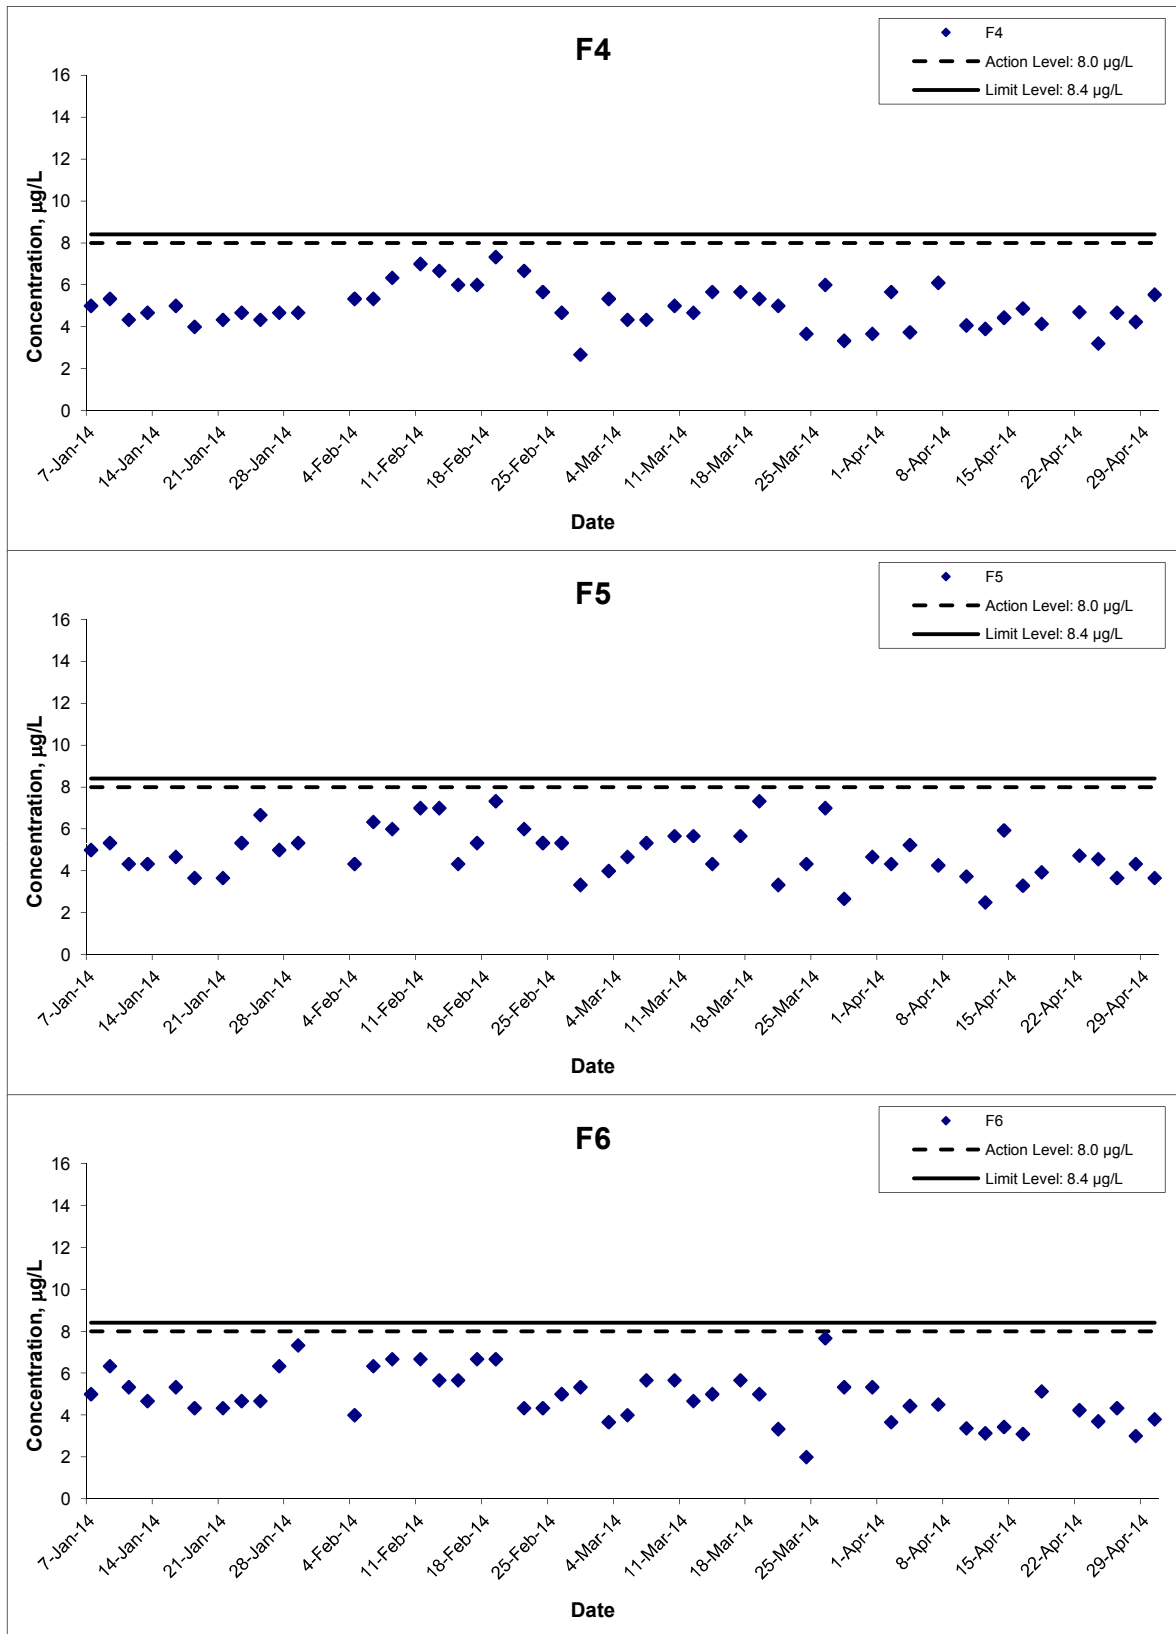 F4
F4
Action Level: 8.0 µg/L
Limit Level: 8.4 µg/L
Concentration, µg/L
16
14
12
10
8
6
4
2
0
7-Jan-14
14-Jan-14
21-Jan-14
28-Jan-14
4-Feb-14
11-Feb-14
18-Feb-14
25-Feb-14
4-Mar-14
11-Mar-14
18-Mar-14
25-Mar-14
1-Apr-14
8-Apr-14
15-Apr-14
22-Apr-14
29-Apr-14
Date
F5
F5
Action Level: 8.0 µg/L
Limit Level: 8.4 µg/L
Concentration, µg/L
16
14
12
10
8
6
4
2
0
7-Jan-14
14-Jan-14
21-Jan-14
28-Jan-14
4-Feb-14
11-Feb-14
18-Feb-14
25-Feb-14
4-Mar-14
11-Mar-14
18-Mar-14
25-Mar-14
1-Apr-14
8-Apr-14
15-Apr-14
22-Apr-14
29-Apr-14
Date
F6
F6
Action Level: 8.0 µg/L
Limit Level: 8.4 µg/L
Concentration, µg/L
16
14
12
10
8
6
4
2
0
7-Jan-14
14-Jan-14
21-Jan-14
28-Jan-14
4-Feb-14
11-Feb-14
18-Feb-14
25-Feb-14
4-Mar-14
11-Mar-14
18-Mar-14
25-Mar-14
1-Apr-14
8-Apr-14
15-Apr-14
22-Apr-14
29-Apr-14
Date